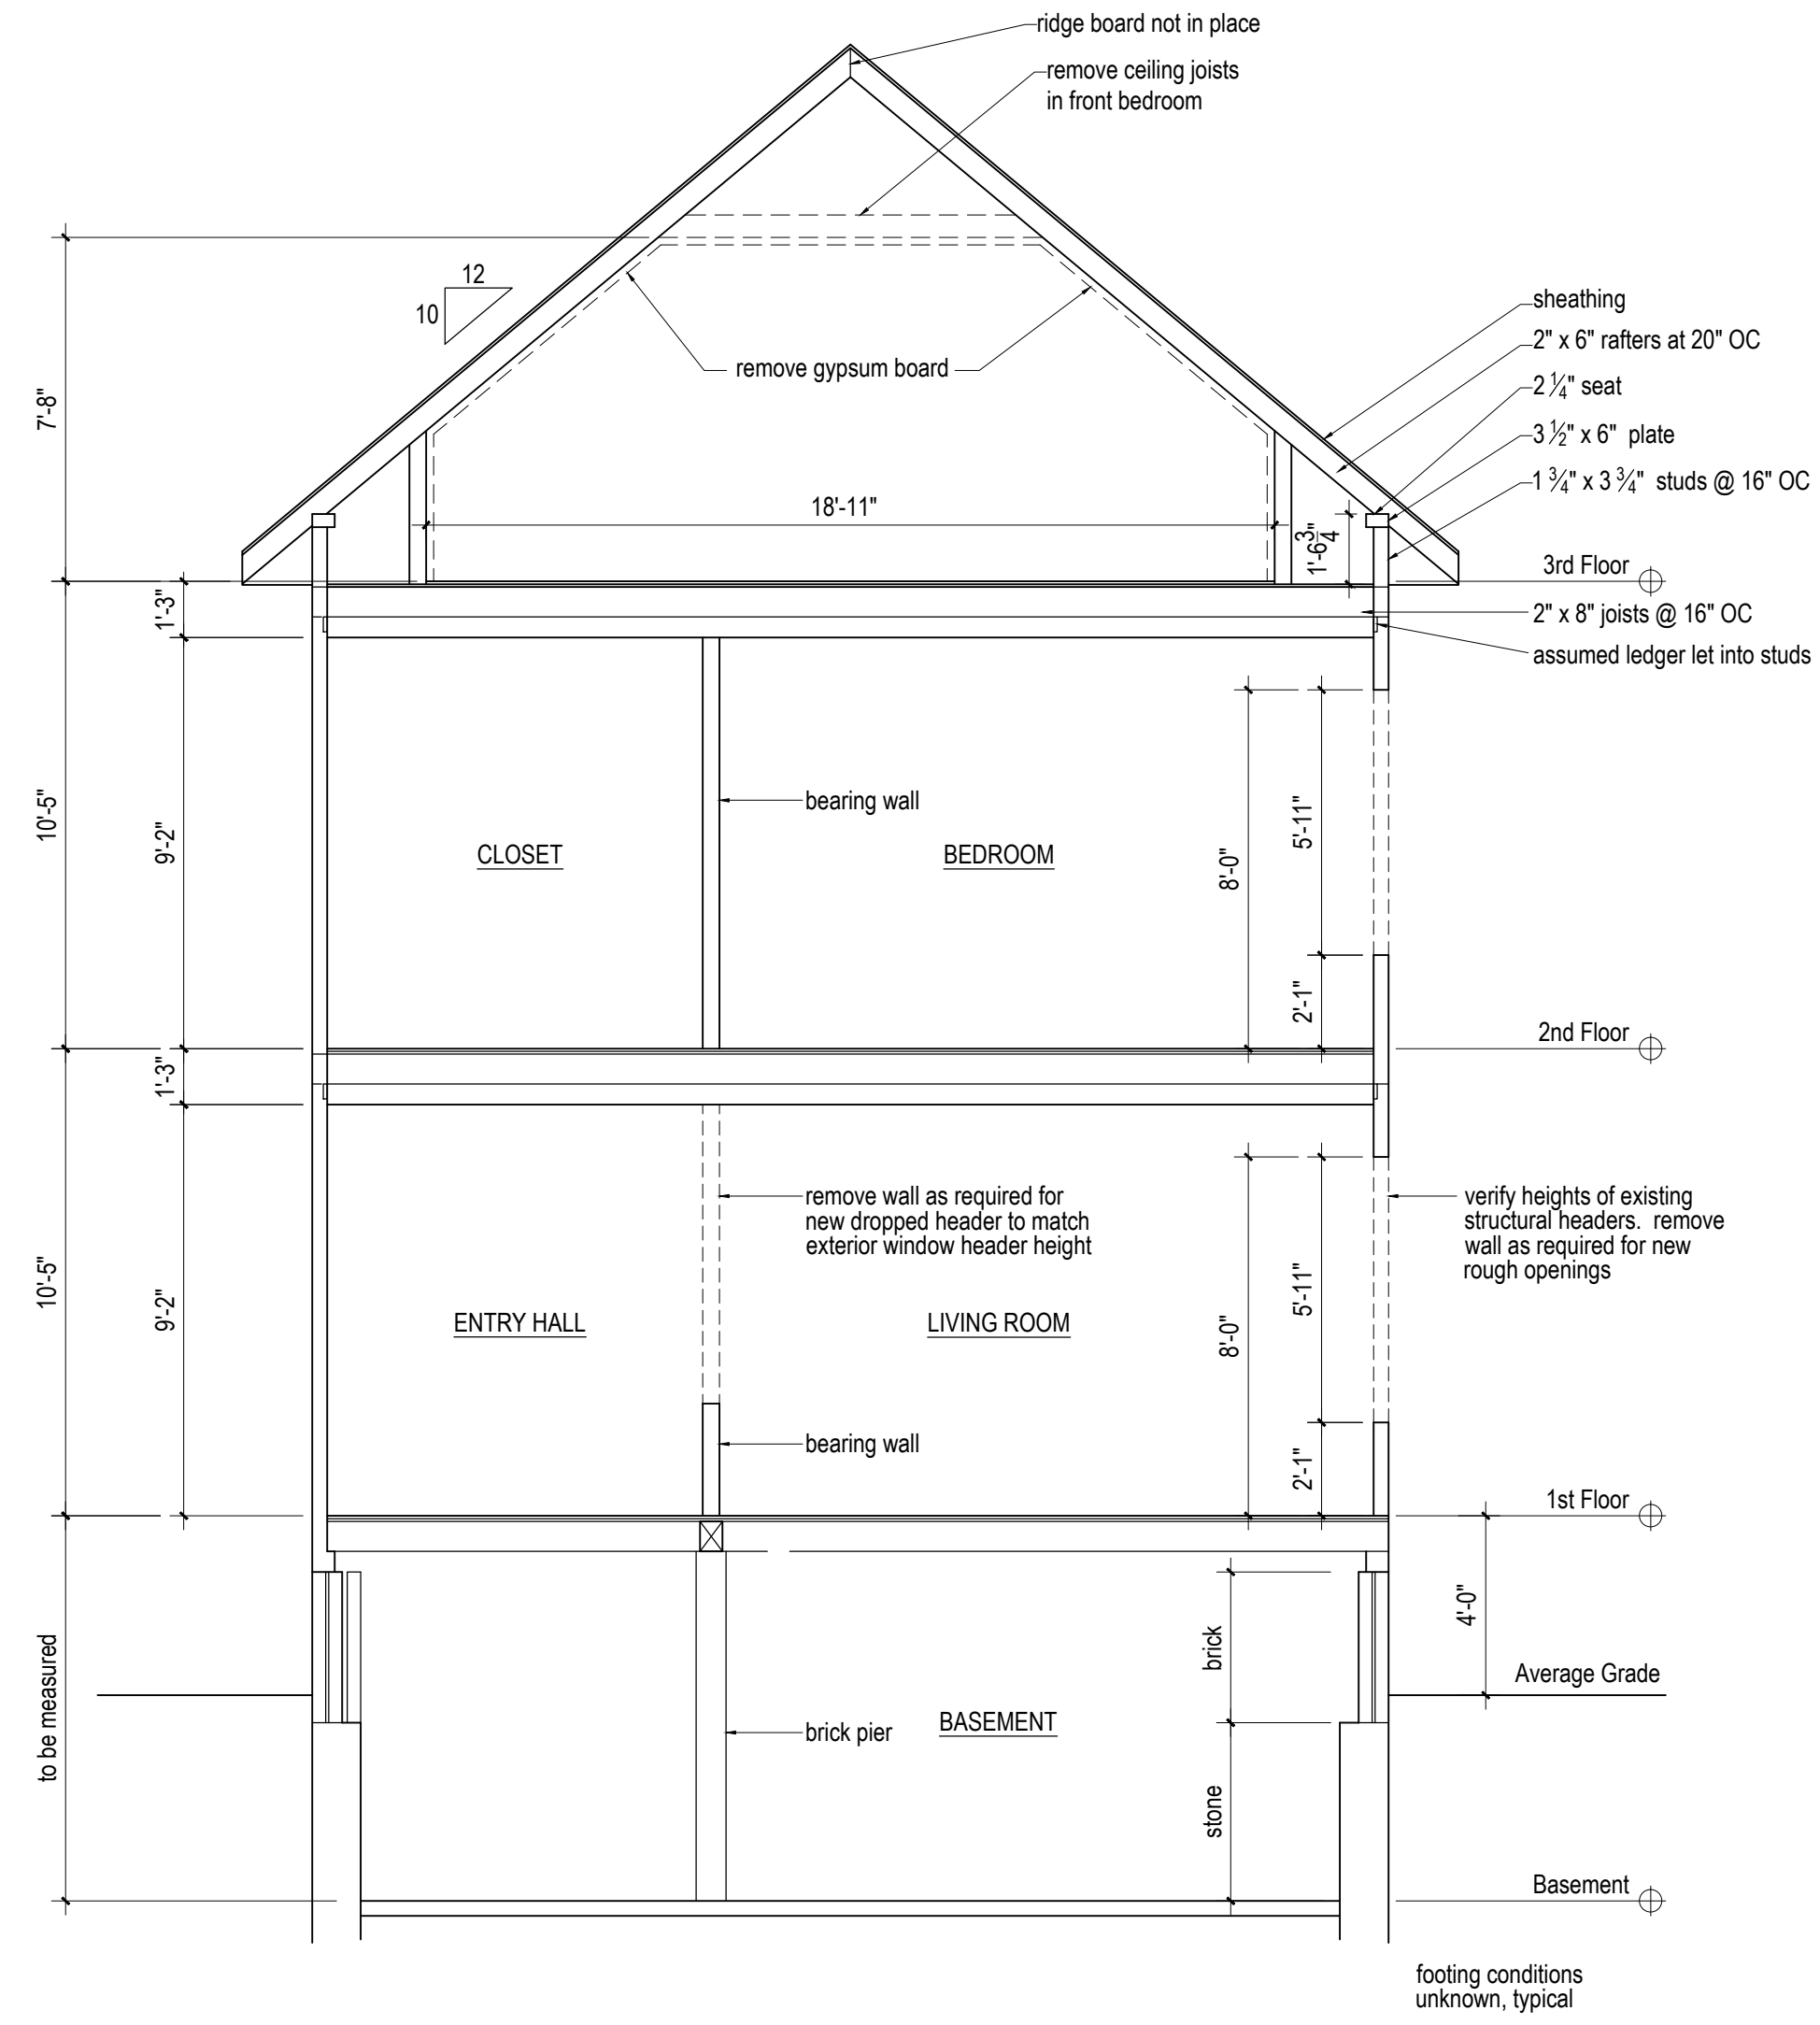 ridge board not in place
remove ceiling joists
in front bedroom
12
10
sheathing
2" x 6" rafters at 20" OC
2 1/4" seat
3 1/2" x 6" plate
1 3/4" x 3 3/4" studs @ 16" OC
remove gypsum board
7'-8"
18'-11"
1'-6 3/4"
3rd Floor
1'-3"
2" x 8" joists @ 16" OC
assumed ledger let into studs
10'-5"
9'-2"
bearing wall
CLOSET
BEDROOM
8'-0"
5'-11"
2'-1"
2nd Floor
1'-3"
remove wall as required for
new dropped header to match
exterior window header height
verify heights of existing
structural headers. remove
wall as required for new
rough openings
10'-5"
9'-2"
ENTRY HALL
LIVING ROOM
8'-0"
5'-11"
bearing wall
2'-1"
1st Floor
4'-0"
to be measured
brick
Average Grade
brick pier
BASEMENT
stone
Basement
footing conditions
unknown, typical